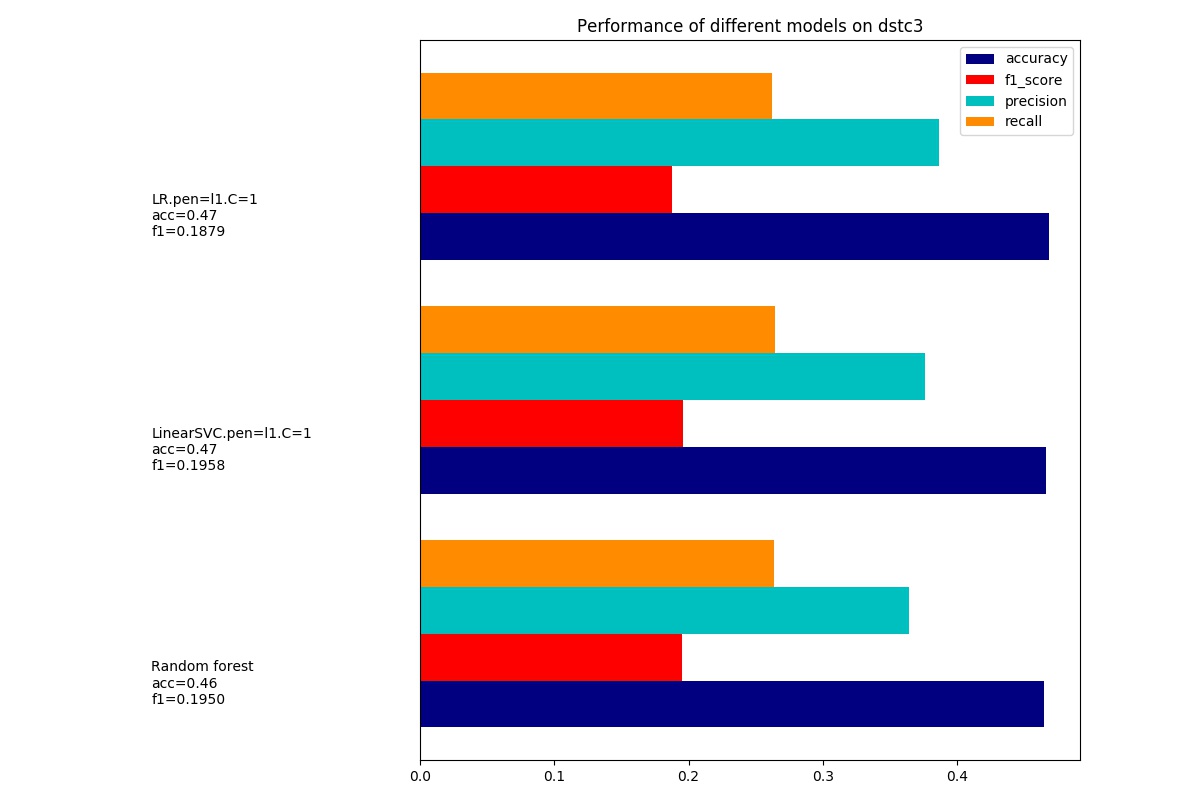 Performance of different models on dstc3
accuracy
f1_score
precision
recall
LR.pen=l1.C=1
acc=0.47
f1=0.1879
LinearSVC.pen=l1.C=1
acc=0.47
f1=0.1958
Random forest
acc=0.46
f1=0.1950
0.0 0.1 0.2 0.3 0.4